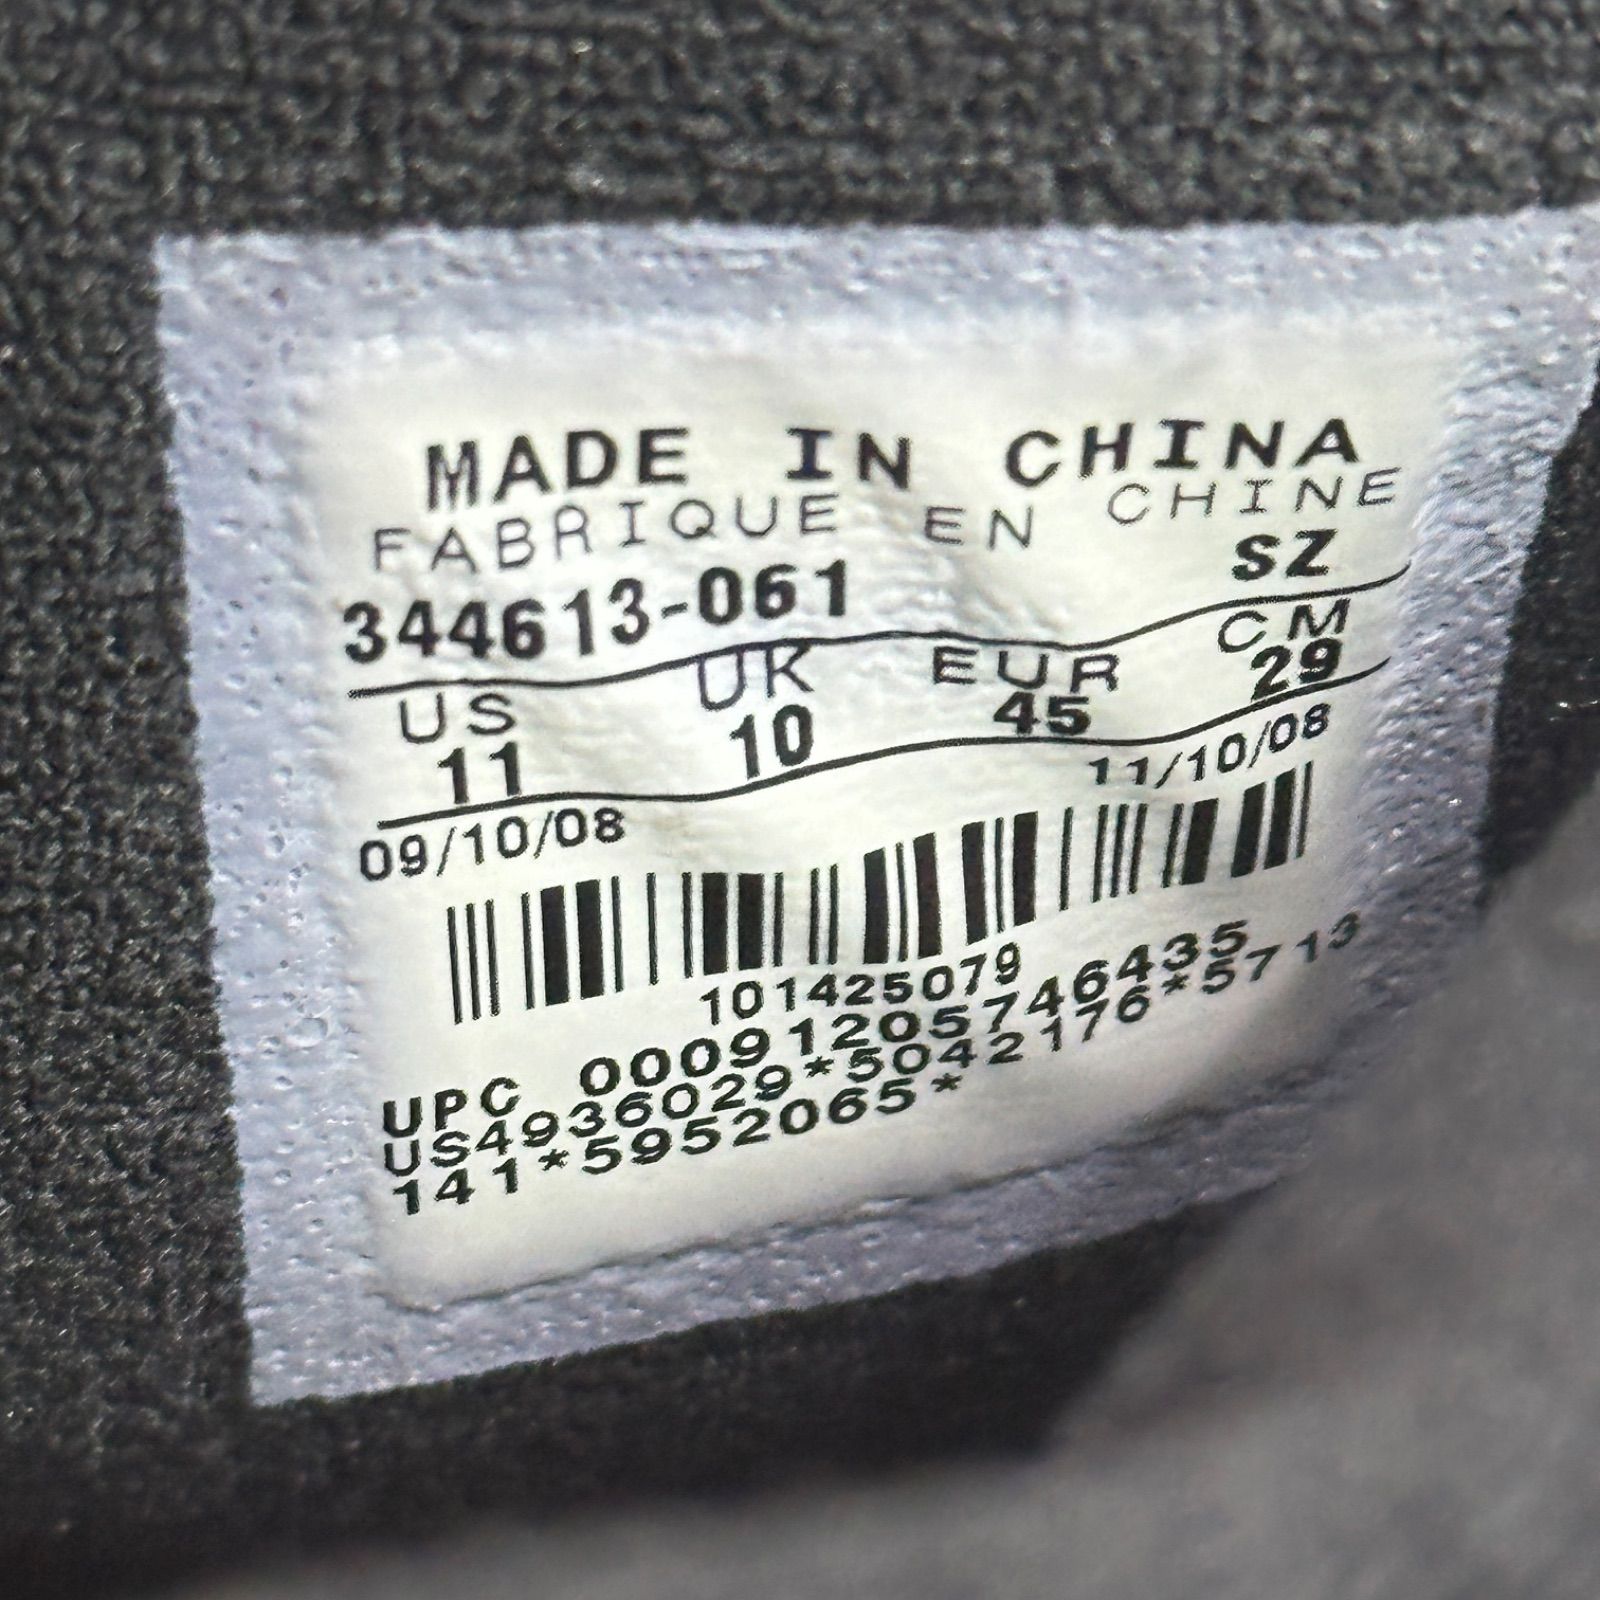 MADE IN CHINA
FABRIQUE EN CHINE
344613-061 SZ
US UK EUR CM
11 10 45 29
09/10/08 11/10/08
101425079
UPC 00091205746435
US4936029*5042176*5713
141*5952065*